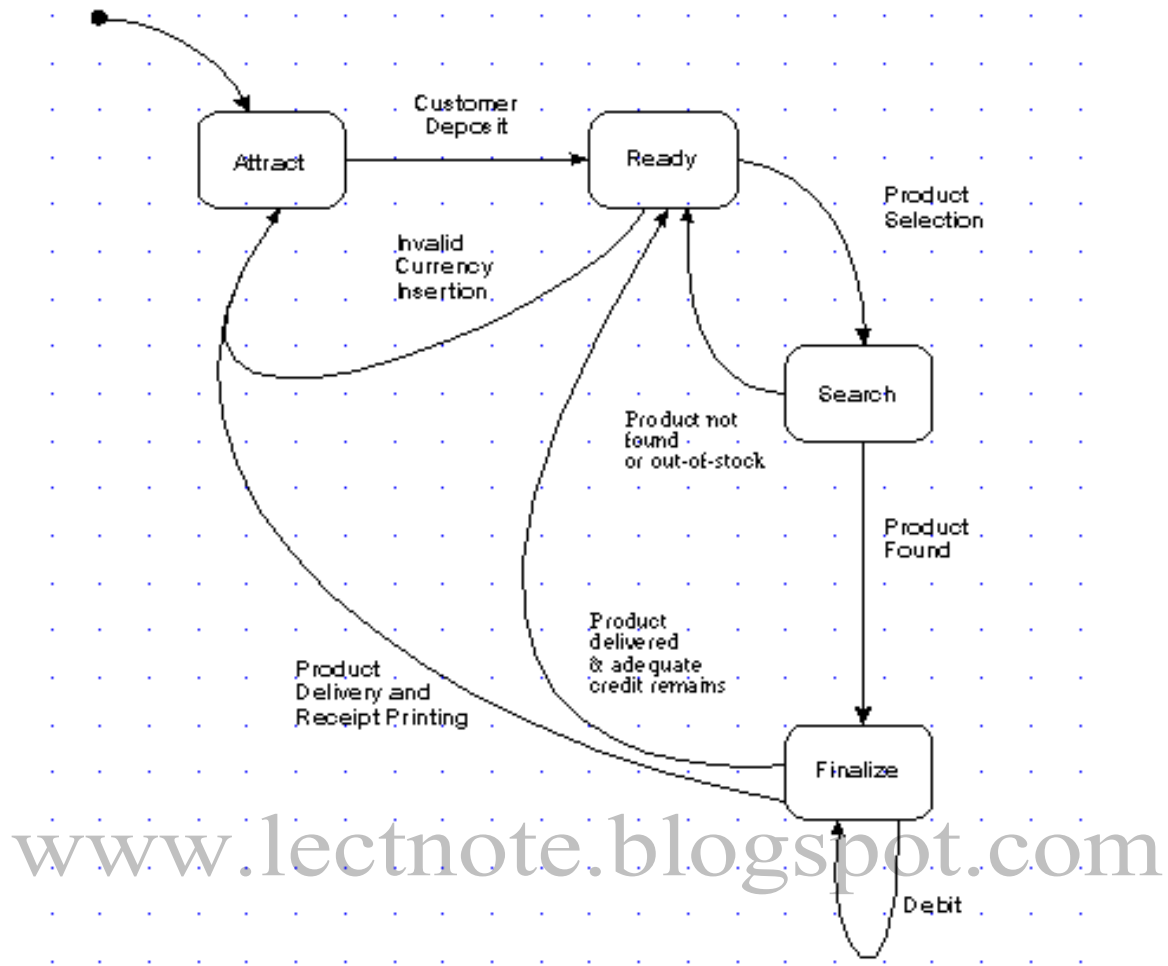 Customer
Deposit
Attract
Ready
Product
Selection
Invalid
Currency
Insertion
Search
Product not
found
or out-of-stock
Product
Found
Product
delivered
& adequate
credit remains
Product
Delivery and
Receipt Printing
Finalize
www.lectnote.blogspot.com
Debit